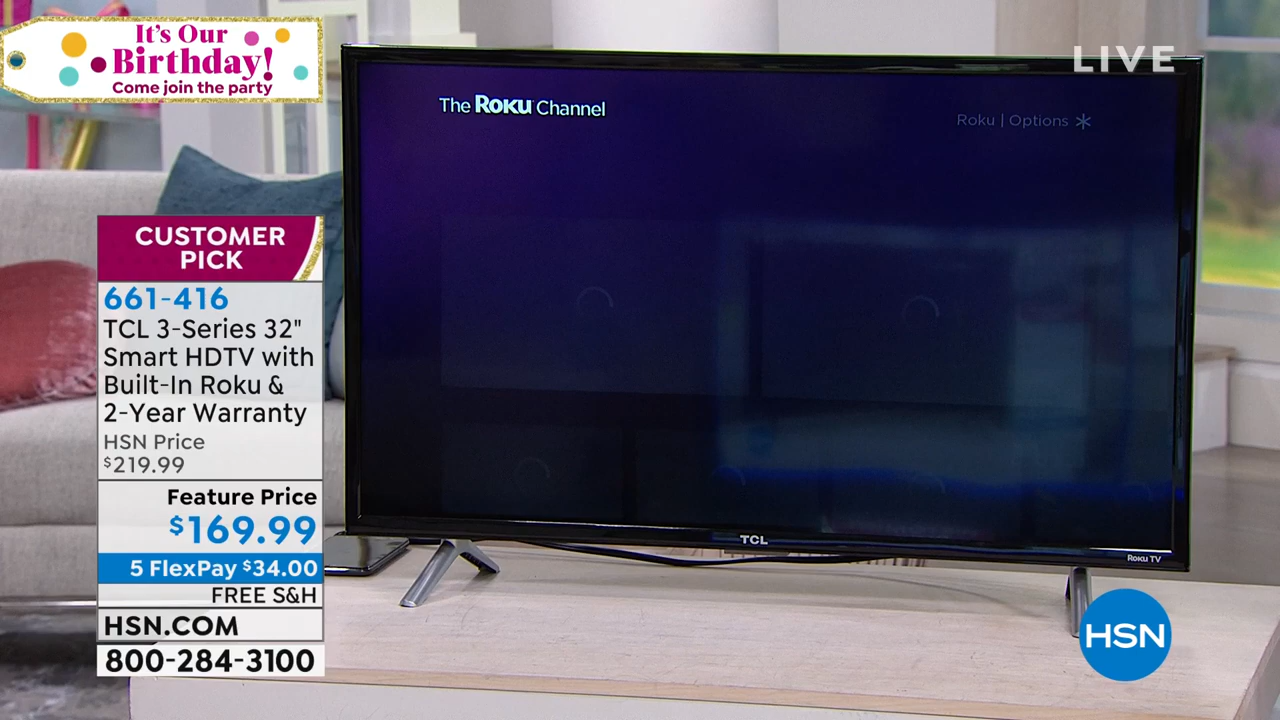 It's Our
Birthday!
Come join the party
LIVE
The Roku Channel
Roku | Options
CUSTOMER
PICK
661-416
TCL 3-Series 32"
Smart HDTV with
Built-In Roku &
2-Year Warranty
HSN Price
$219.99
Feature Price
$169.99
5 FlexPay $34.00
FREE S&H
HSN.COM
800-284-3100
TCL
Roku TV
HSN